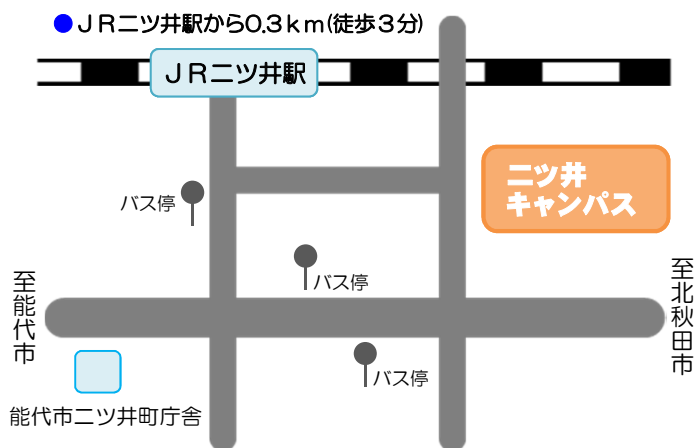 ●JR二ツ井駅から0.3km(徒歩3分)
JR二ツ井駅
二ツ井
キャンパス
バス停
バス停
至能代市
至北秋田市
バス停
能代市二ツ井町庁舎